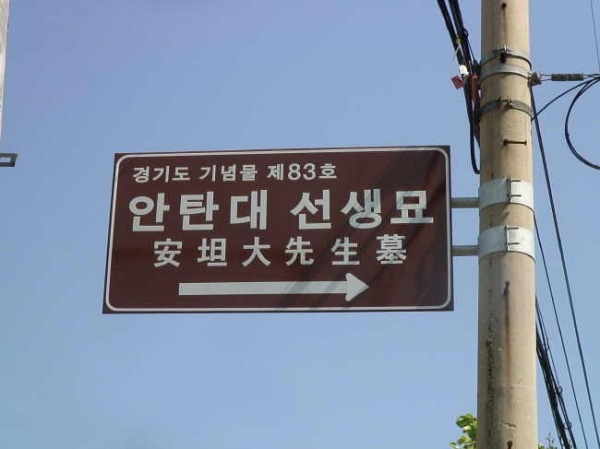 경기도 기념물 제83호
안탄대 선생묘
安坦大先生墓